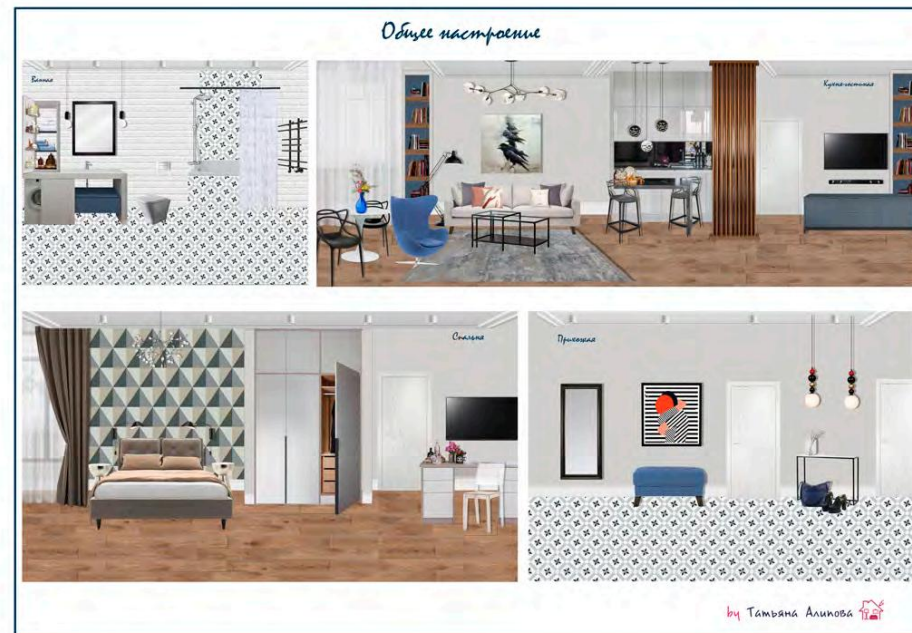 Общее настроение
Ванная
Кухня-гостиная
Спальня
Прихожая
by Татьяна Алипова